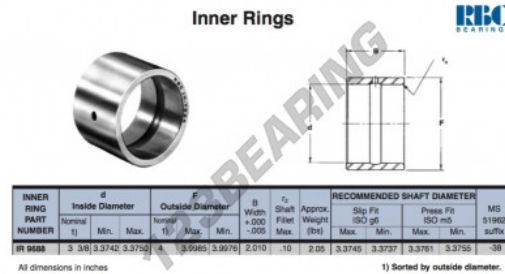 Inner Rings
RBC
BEARINGS
123BEARING
B
rs
d
F
INNER RING PART NUMBER
d Inside Diameter
Nominal 1) Min. Max.
F Outside Diameter
Nominal 1) Max. Min.
B Width +.000 -.005
rs Shaft Fillet Max.
Approx. Weight (lbs)
RECOMMENDED SHAFT DIAMETER
Slip Fit ISO g6
Max. Min.
Press Fit ISO m5
Max. Min.
MS 51962 suffix
IR 9688 3 3/8 3.3742 3.3750 4 3.9985 3.9976 2.010 .10 2.05 3.3745 3.3737 3.3761 3.3755 -38
All dimensions in inches
1) Sorted by outside diameter.